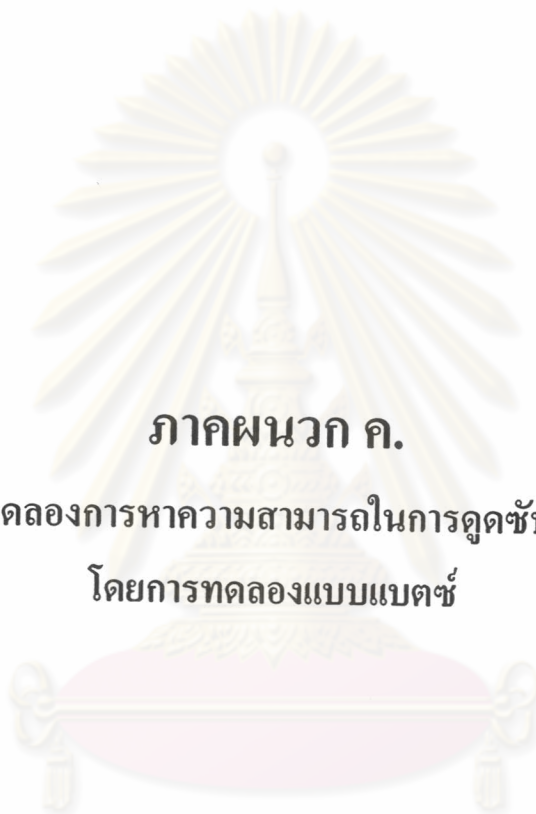 ภาคผนวก ค.
ดลองการหาความสามารถในการดูดซั
โดยการทดลองแบบแบตซ์